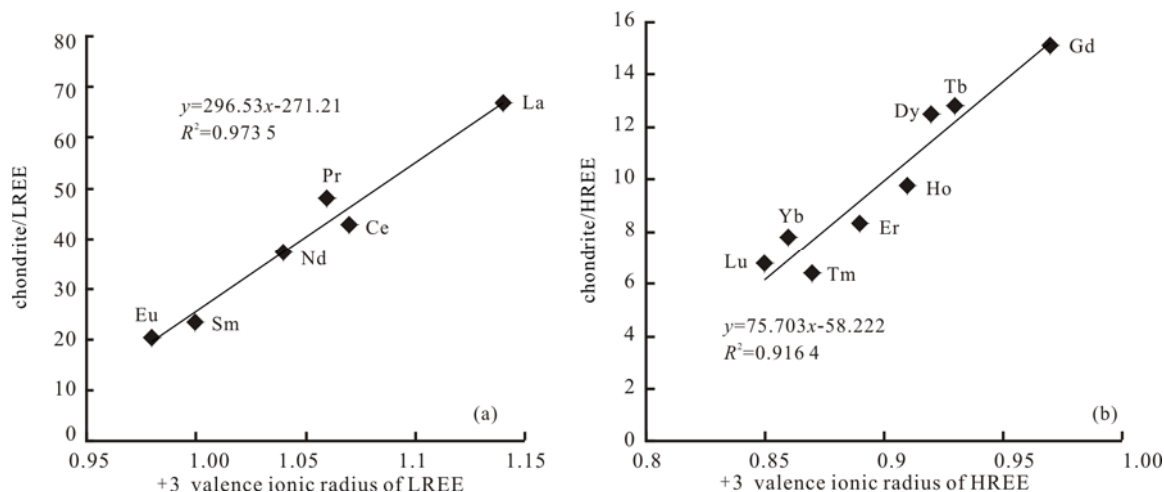 80
70
60
50
40
30
20
10
0
chondrite/LREE
y=296.53x-271.21
R²=0.973 5
La
Pr
Ce
Nd
Eu
Sm
(a)
0.95 1.00 1.05 1.1 1.15
+3 valence ionic radius of LREE
16
14
12
10
8
6
4
2
0
chondrite/HREE
Gd
Tb
Dy
Ho
Yb
Er
Lu
Tm
y=75.703x-58.222
R²=0.916 4
(b)
0.8 0.85 0.9 0.95 1.00
+3 valence ionic radius of HREE